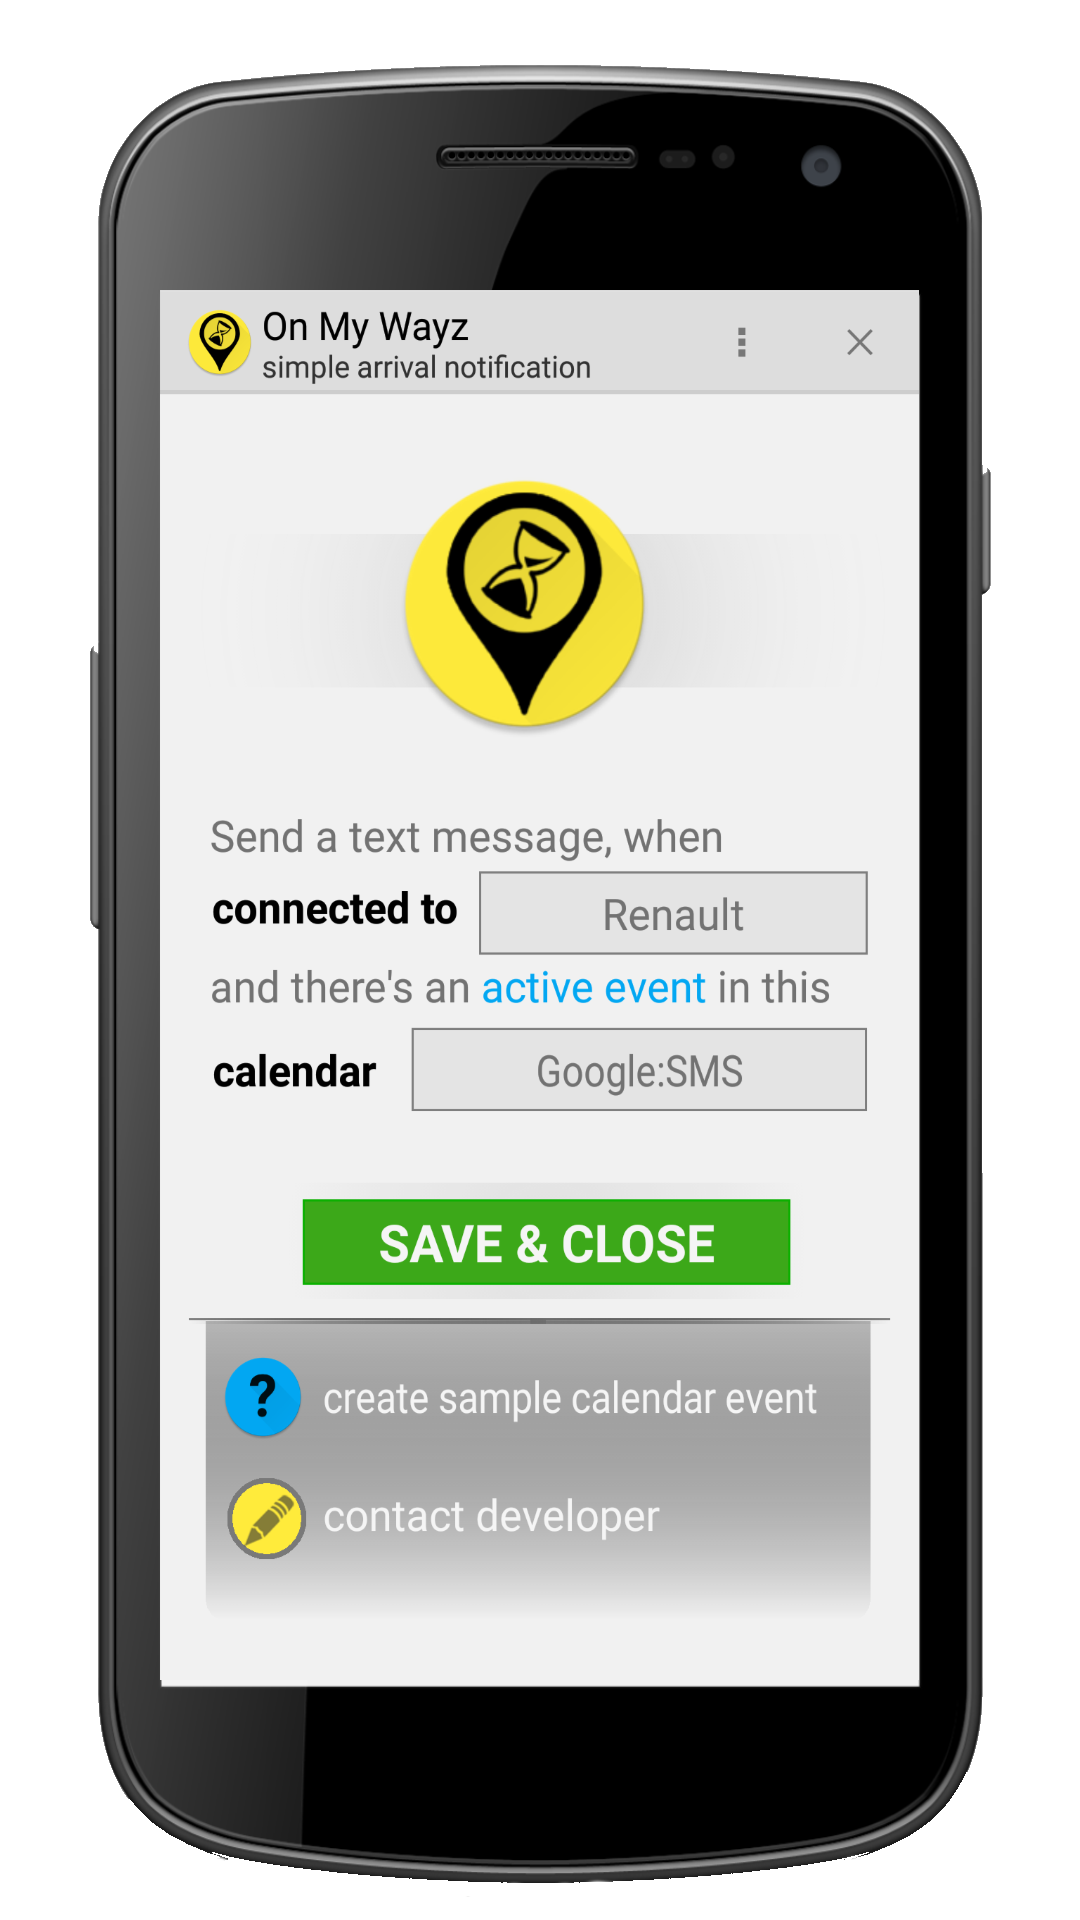 On My Wayz
simple arrival notification
Send a text message, when
connected to Renault
and there's an active event in this
calendar Google:SMS
SAVE & CLOSE
? create sample calendar event
contact developer